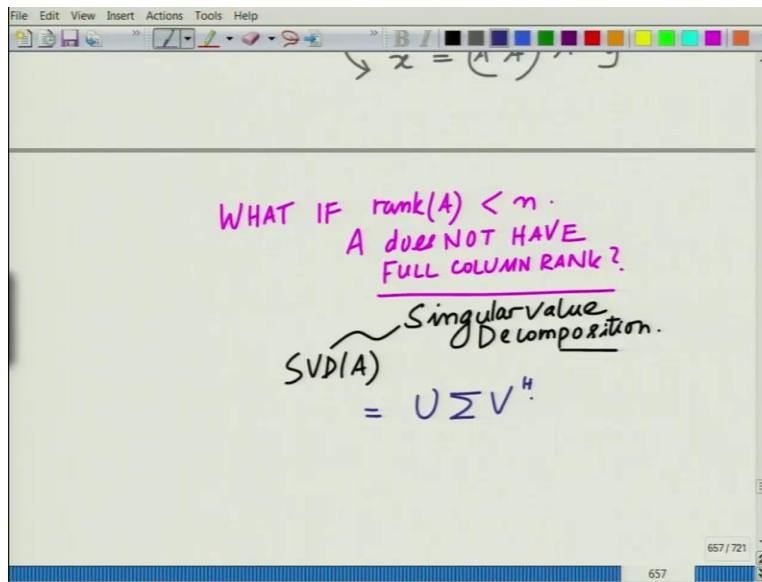 File Edit View Insert Actions Tools Help
B I
WHAT IF rank(A) < n.
A does NOT HAVE
FULL COLUMN RANK?
Singular Value
Decomposition.
SVD(A)
= U Σ V^H.
657/721
657